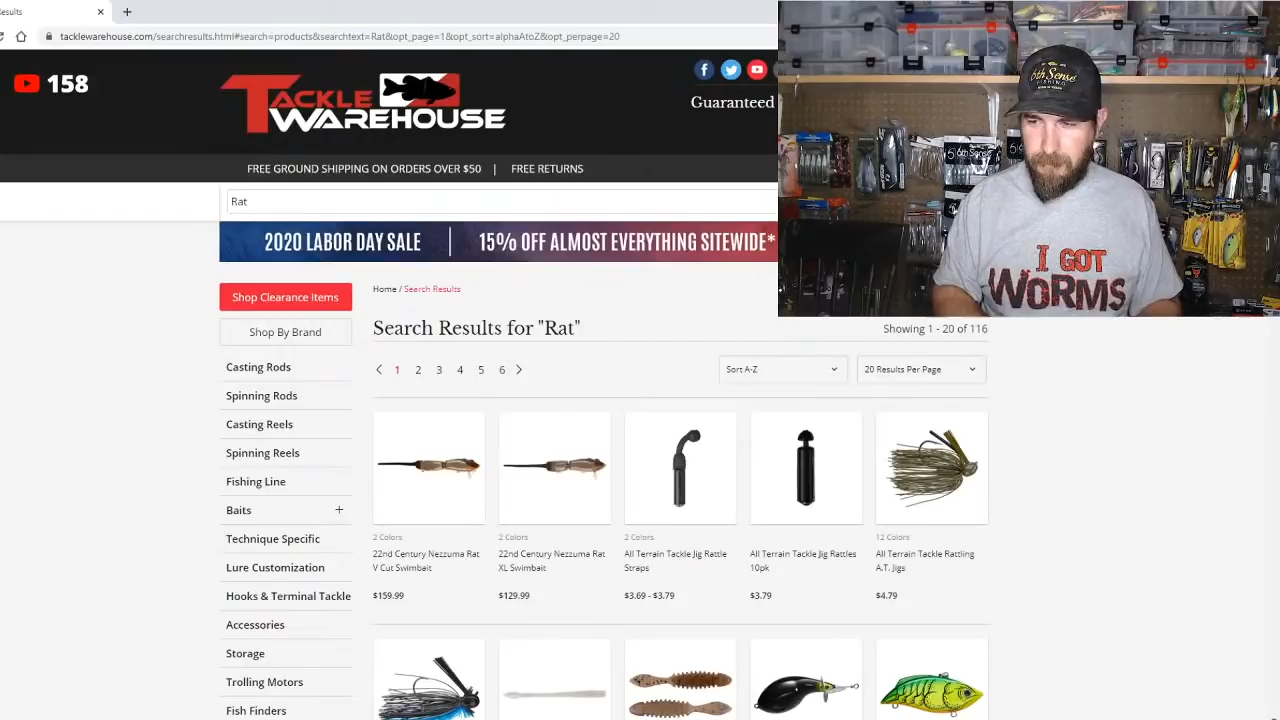 esults
tacklewarehouse.com/searchresults.html#search=products&searchtext=Rat&opt_page=1&opt_sort=alphaAtoZ&opt_perpage=20
158
TACKLE
WAREHOUSE
Guaranteed
FREE GROUND SHIPPING ON ORDERS OVER $50 | FREE RETURNS
Rat
2020 LABOR DAY SALE | 15% OFF ALMOST EVERYTHING SITEWIDE*
6th Sense
FISHING
I GOT
WORMS
Shop Clearance Items
Shop By Brand
Casting Rods
Spinning Rods
Casting Reels
Spinning Reels
Fishing Line
Baits
Technique Specific
Lure Customization
Hooks & Terminal Tackle
Accessories
Storage
Trolling Motors
Fish Finders
Home / Search Results
Search Results for "Rat"
Showing 1 - 20 of 116
1 2 3 4 5 6
Sort A-Z
20 Results Per Page
2 Colors
22nd Century Nezzuma Rat
V Cut Swimbait
$159.99
2 Colors
22nd Century Nezzuma Rat
XL Swimbait
$129.99
2 Colors
All Terrain Tackle Jig Rattle
Straps
$3.69 - $3.79
All Terrain Tackle Jig Rattles
10pk
$3.79
12 Colors
All Terrain Tackle Rattling
A.T. Jigs
$4.79